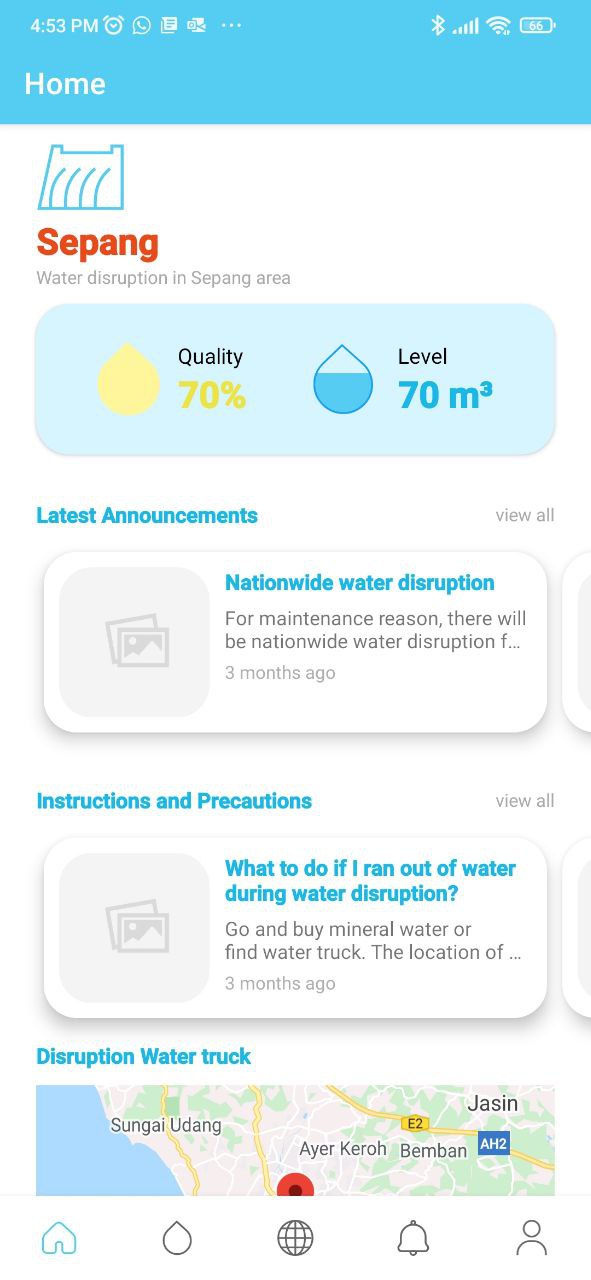 4:53 PM
66
Home
Sepang
Water disruption in Sepang area
Quality
70%
Level
70 m³
Latest Announcements
view all
Nationwide water disruption
For maintenance reason, there will
be nationwide water disruption f...
3 months ago
Instructions and Precautions
view all
What to do if I ran out of water
during water disruption?
Go and buy mineral water or
find water truck. The location of ...
3 months ago
Disruption Water truck
Jasin
Sungai Udang
E2
AH2
Ayer Keroh
Bemban